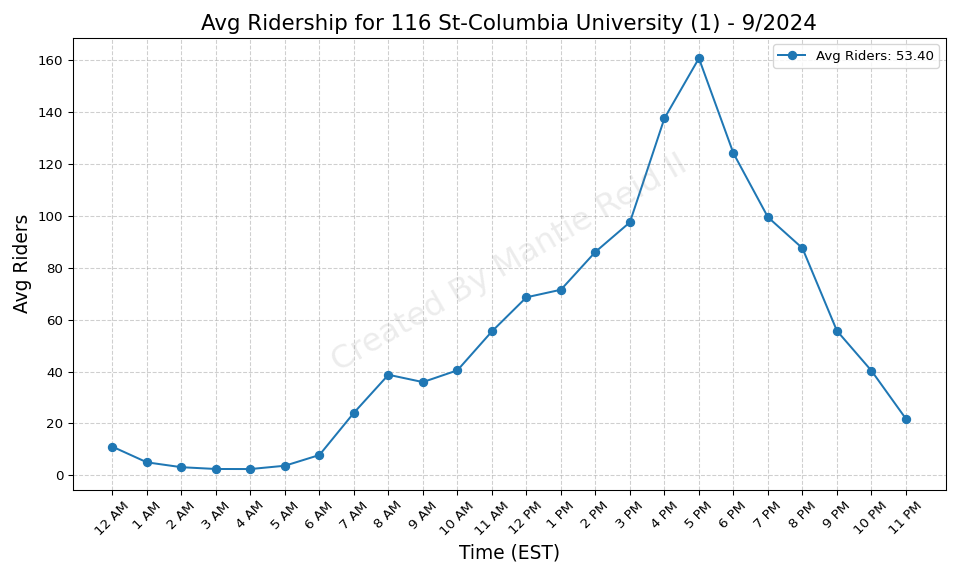 Avg Ridership for 116 St-Columbia University (1) - 9/2024
Avg Riders: 53.40
160
140
120
100
80
60
40
20
0
Avg Riders
Created By Mantie Reid II
12 AM
1 AM
2 AM
3 AM
4 AM
5 AM
6 AM
7 AM
8 AM
9 AM
10 AM
11 AM
12 PM
1 PM
2 PM
3 PM
4 PM
5 PM
6 PM
7 PM
8 PM
9 PM
10 PM
11 PM
Time (EST)